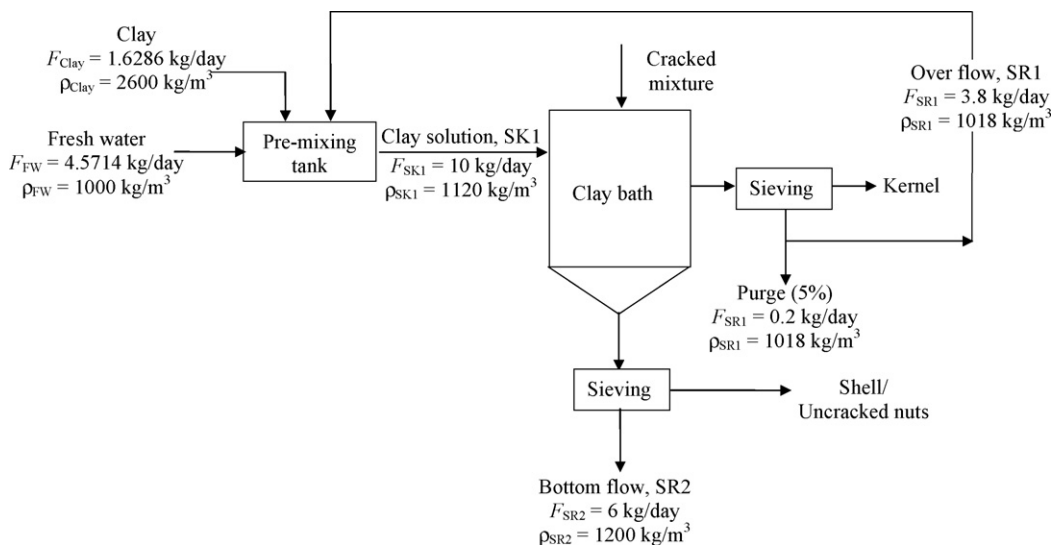 Clay
F_Clay = 1.6286 kg/day
ρ_Clay = 2600 kg/m³
Fresh water
F_FW = 4.5714 kg/day
ρ_FW = 1000 kg/m³
Pre-mixing
tank
Clay solution, SK1
F_SK1 = 10 kg/day
ρ_SK1 = 1120 kg/m³
Cracked
mixture
Clay bath
Sieving
Kernel
Over flow, SR1
F_SR1 = 3.8 kg/day
ρ_SR1 = 1018 kg/m³
Purge (5%)
F_SR1 = 0.2 kg/day
ρ_SR1 = 1018 kg/m³
Sieving
Shell/
Uncracked nuts
Bottom flow, SR2
F_SR2 = 6 kg/day
ρ_SR2 = 1200 kg/m³